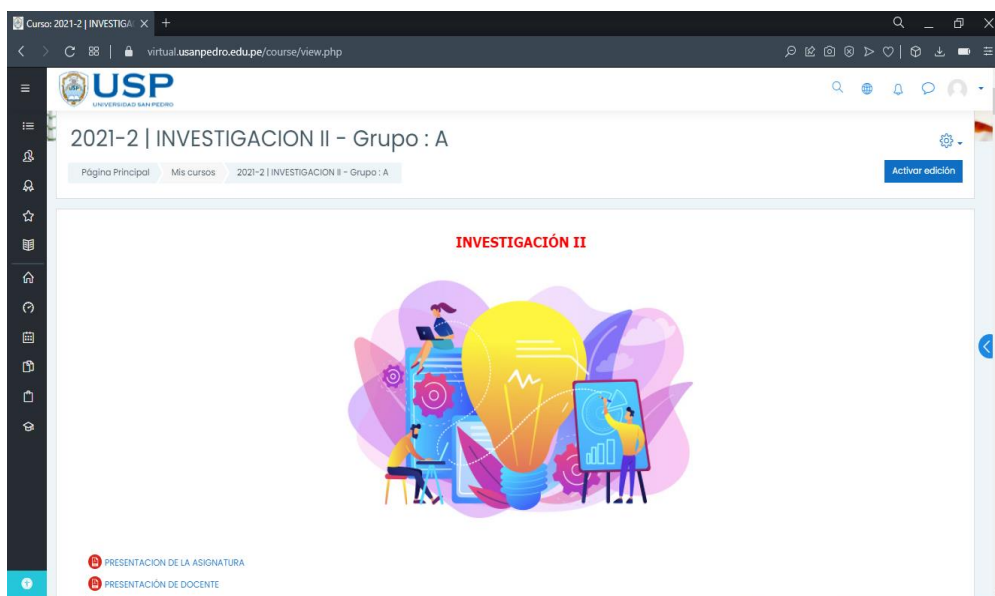 Curso: 2021-2 | INVESTIGA
virtual.usanpedro.edu.pe/course/view.php
USP
UNIVERSIDAD SAN PEDRO
2021-2 | INVESTIGACION II - Grupo : A
Página Principal Mis cursos 2021-2 | INVESTIGACION II - Grupo : A
Activar edición
INVESTIGACIÓN II
PRESENTACION DE LA ASIGNATURA
PRESENTACIÓN DE DOCENTE